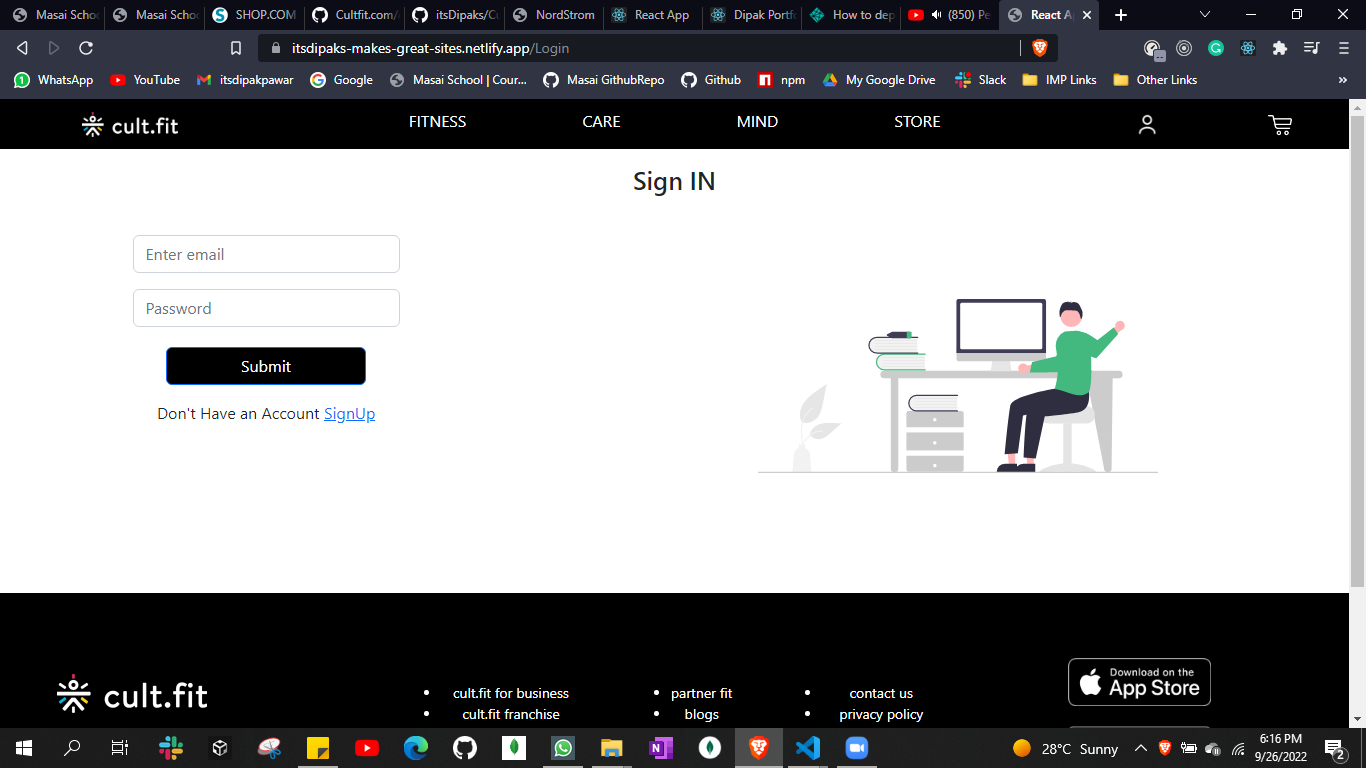 Masai Scho
Masai Schoo
SHOP.COM
Cultfit.com/
itsDipaks/Cu
NordStrom
React App
Dipak Portfo
How to dep
(850) Pe
React A
itsdipaks-makes-great-sites.netlify.app/Login
WhatsApp
YouTube
itsdipakpawar
Google
Masai School | Cour...
Masai GithubRepo
Github
npm
My Google Drive
Slack
IMP Links
Other Links
»
cult.fit
FITNESS
CARE
MIND
STORE
Sign IN
Enter email
Password
Submit
Don't Have an Account SignUp
cult.fit
cult.fit for business
cult.fit franchise
partner fit
blogs
contact us
privacy policy
Download on the
App Store
28°C Sunny
6:16 PM
9/26/2022
2